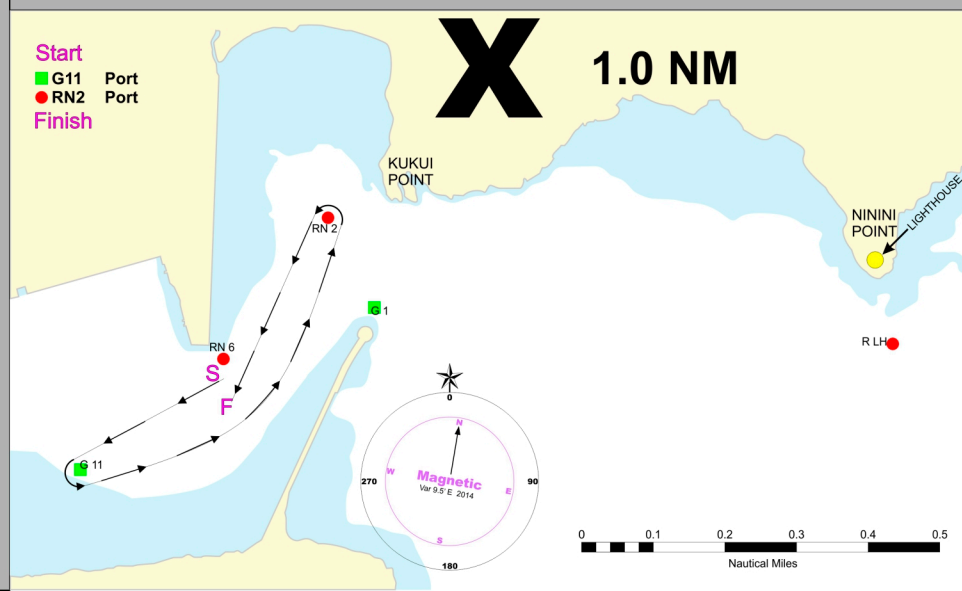 X 1.0 NM
Start
G11 Port
RN2 Port
Finish
KUKUI
POINT
LIGHTHOUSE
NININI
POINT
RN 2
G 1
R LH
RN 6
S
F
G 11
0
N
W
270
Magnetic
90
Var 9.5' E 2014
E
S
180
0 0.1 0.2 0.3 0.4 0.5
Nautical Miles